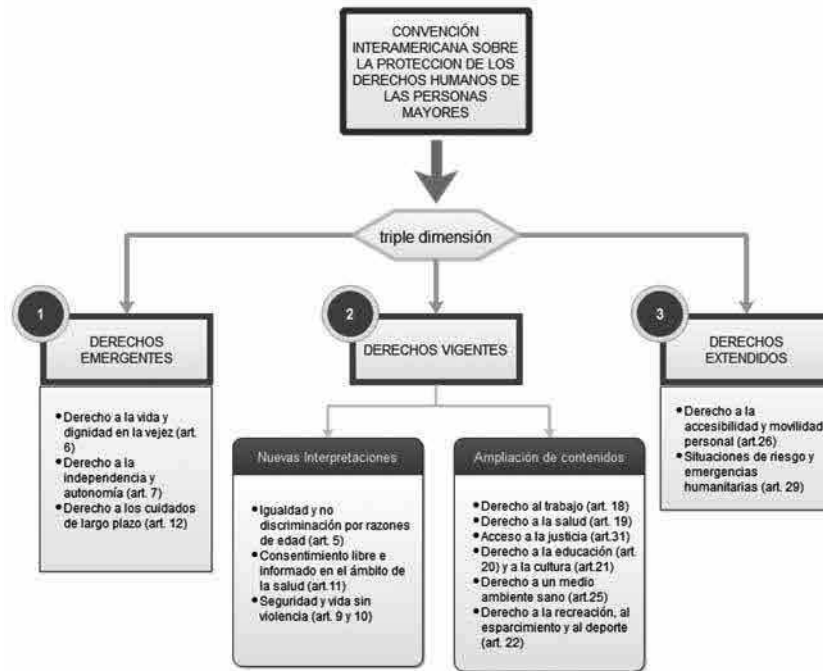 CONVENCIÓN
INTERAMERICANA SOBRE
LA PROTECCION DE LOS
DERECHOS HUMANOS DE
LAS PERSONAS
MAYORES
triple dimensión
1
DERECHOS
EMERGENTES
• Derecho a la vida y
dignidad en la vejez (art.
6)
• Derecho a la
independencia y
autonomía (art. 7)
• Derecho a los cuidados
de largo plazo (art. 12)
2
DERECHOS VIGENTES
Nuevas Interpretaciones
• Igualdad y no
discriminación por razones
de edad (art. 5)
• Consentimiento libre e
informado en el ámbito de
la salud (art.11)
• Seguridad y vida sin
violencia (art. 9 y 10)
Ampliación de contenidos
• Derecho al trabajo (art. 18)
• Derecho a la salud (art. 19)
• Acceso a la justicia (art.31)
• Derecho a la educación (art.
20) y a la cultura (art.21)
• Derecho a un medio
ambiente sano (art.25)
• Derecho a la recreación, al
esparcimiento y al deporte
(art. 22)
3
DERECHOS
EXTENDIDOS
• Derecho a la
accesibilidad y movilidad
personal (art.26)
• Situaciones de riesgo y
emergencias
humanitarias (art. 29)